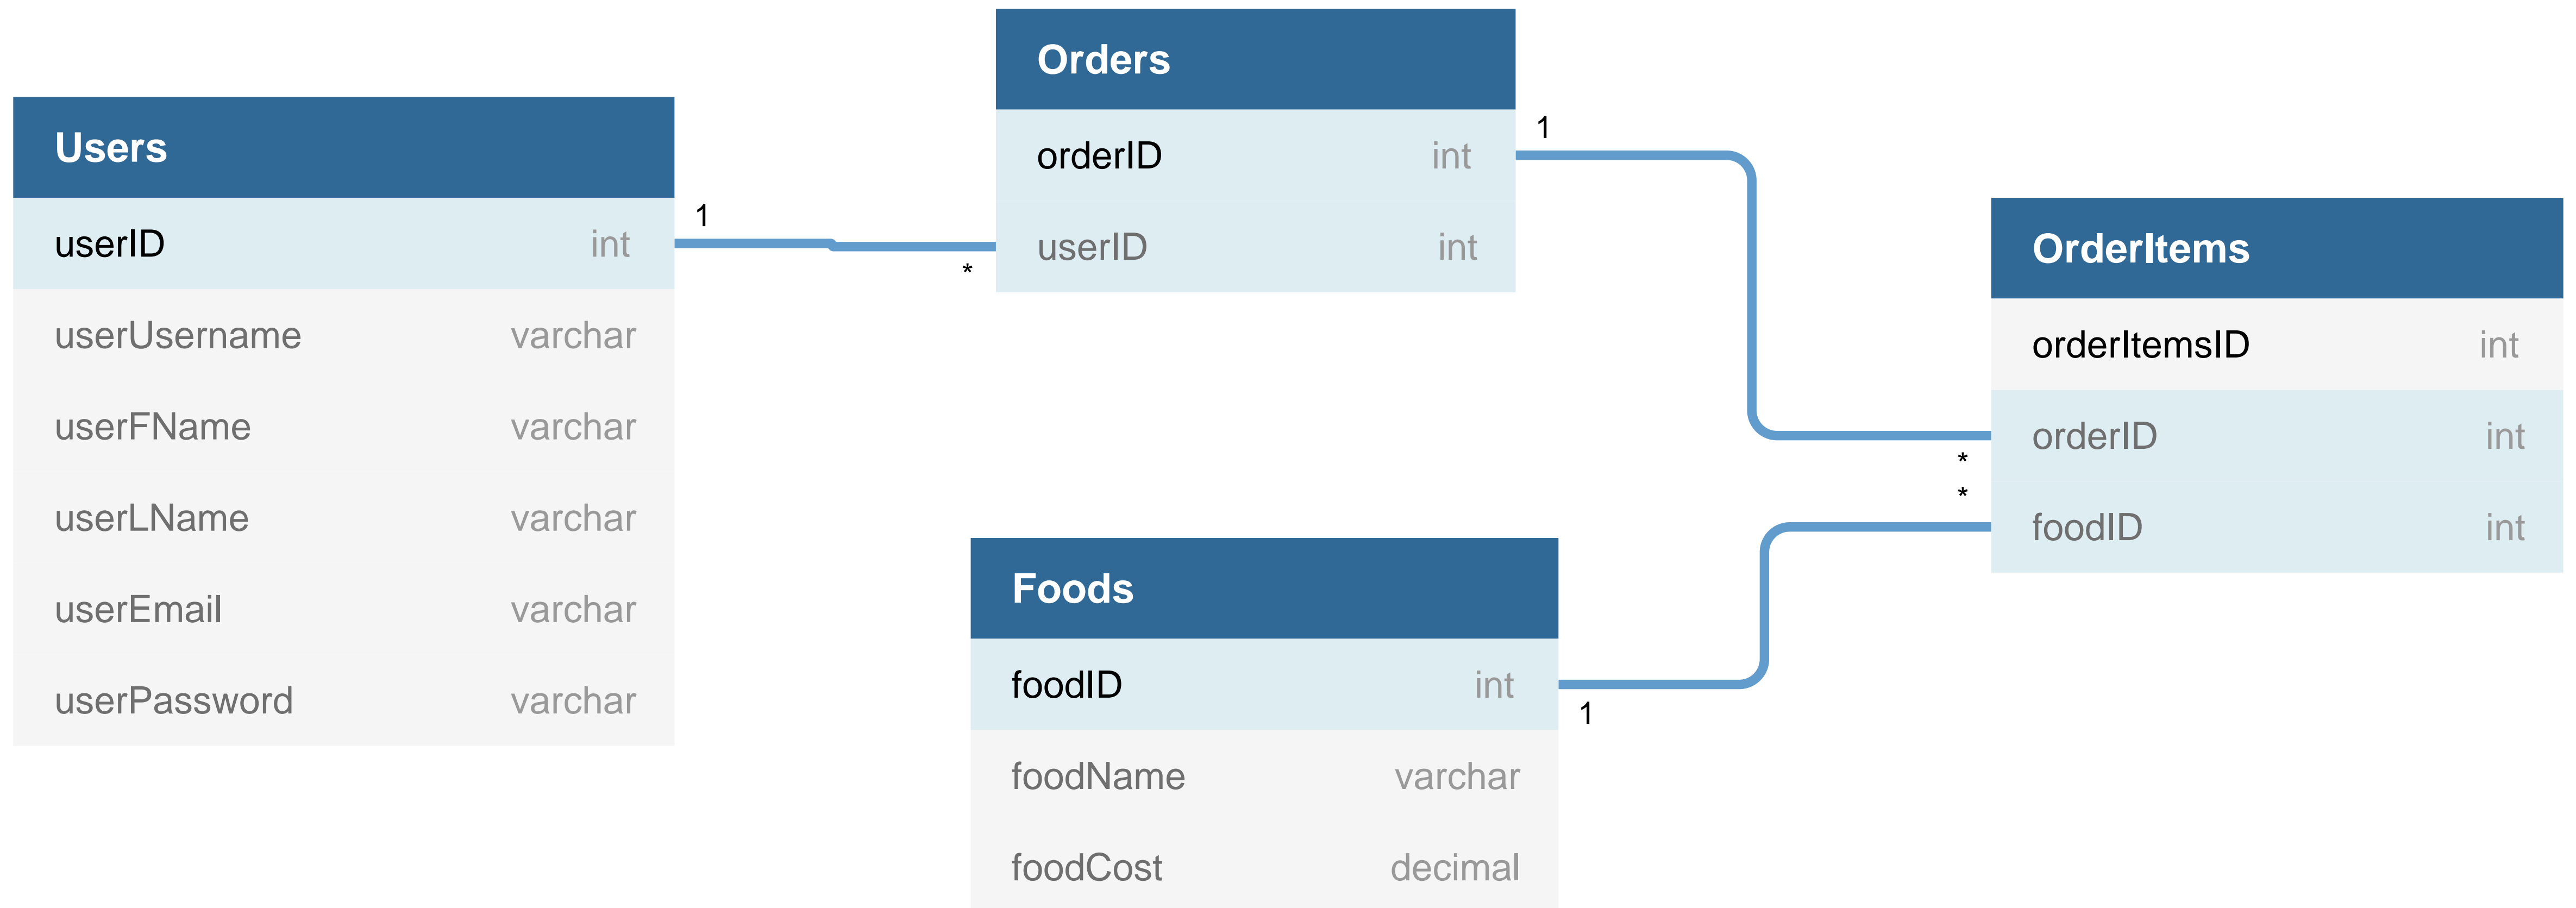 Users
userID int
userUsername varchar
userFName varchar
userLName varchar
userEmail varchar
userPassword varchar
1
*
Orders
orderID int
userID int
1
*
OrderItems
orderItemsID int
orderID int
foodID int
*
1
Foods
foodID int
foodName varchar
foodCost decimal